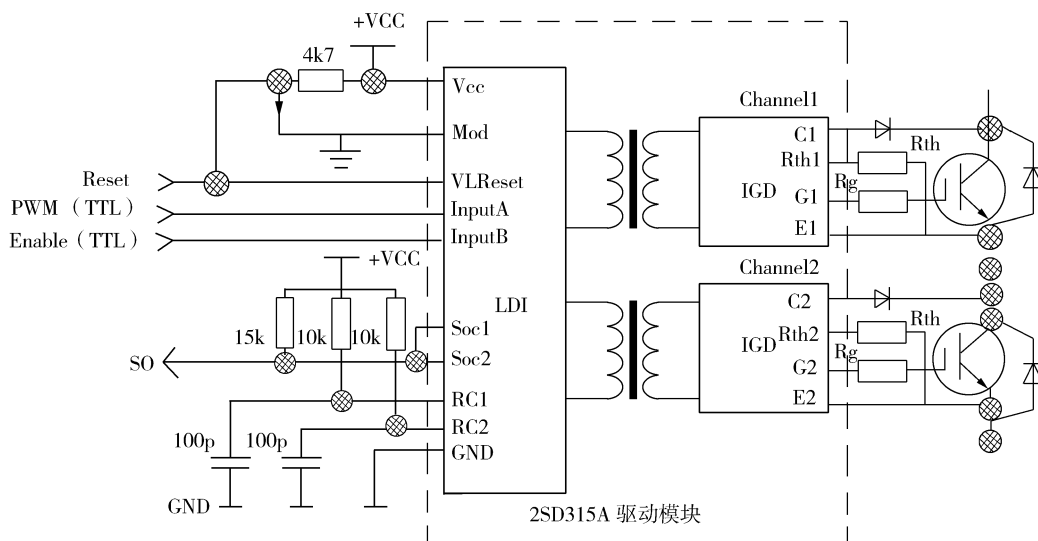 +VCC
4k7
Vcc
Mod
Reset
VLReset
PWM（TTL）
InputA
Enable（TTL）
InputB
+VCC
LDI
15k
10k
10k
Soc1
SO
Soc2
RC1
RC2
100p
100p
GND
GND
Channel1
C1
Rth
Rth1
IGD
Rg
G1
E1
Channel2
C2
Rth
Rth2
IGD
Rg
G2
E2
2SD315A 驱动模块